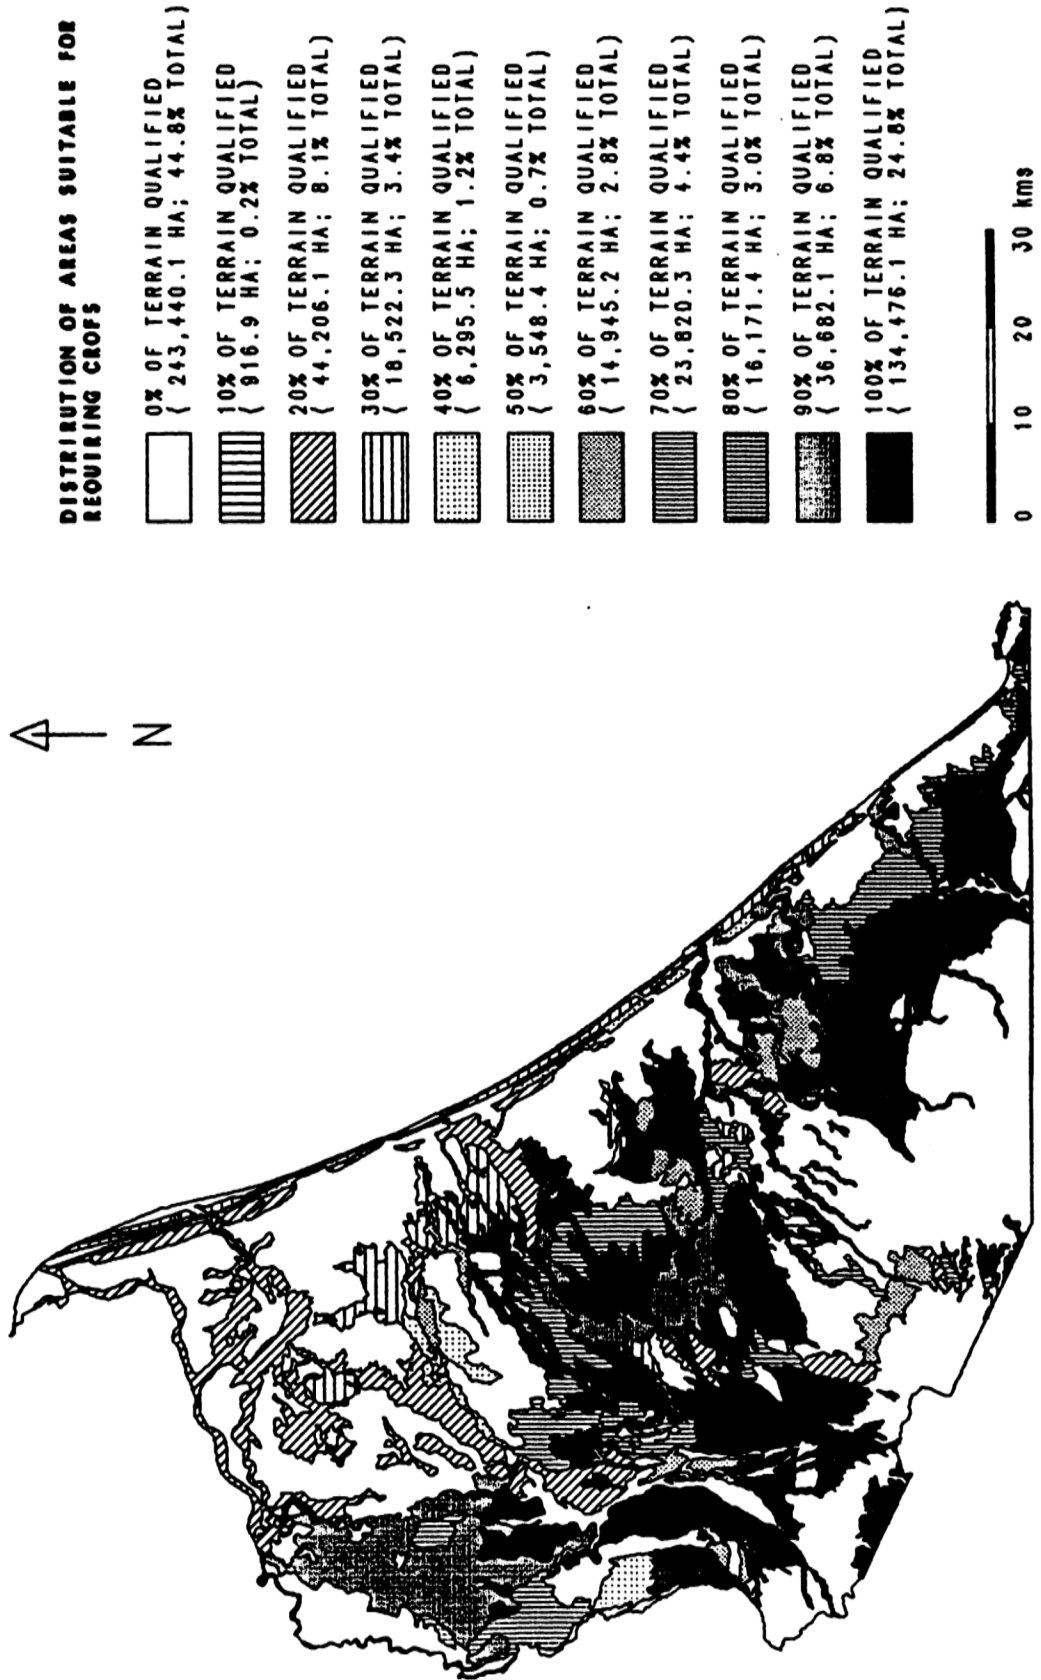 DISTRIRUTION OF AREAS SUITABLE FOR
REOUIRING CROFS
0% OF TERRAIN QUALIFIED
( 243,440.1 HA; 44.8% TOTAL)
10% OF TERRAIN QUALIFIED
( 916.9 HA; 0.2% TOTAL)
20% OF TERRAIN QUALIFIED
( 44,206.1 HA; 8.1% TOTAL)
30% OF TERRAIN QUALIFIED
( 18,522.3 HA; 3.4% TOTAL)
40% OF TERRAIN QUALIFIED
( 6,295.5 HA; 1.2% TOTAL)
50% OF TERRAIN QUALIFIED
( 3,548.4 HA; 0.7% TOTAL)
60% OF TERRAIN QUALIFIED
( 14,945.2 HA; 2.8% TOTAL)
70% OF TERRAIN QUALIFIED
( 23,820.3 HA; 4.4% TOTAL)
80% OF TERRAIN QUALIFIED
( 16,171.4 HA; 3.0% TOTAL)
90% OF TERRAIN QUALIFIED
( 36,682.1 HA; 6.8% TOTAL)
100% OF TERRAIN QUALIFIED
( 134,476.1 HA; 24.8% TOTAL)
0 10 20 30 kms
N